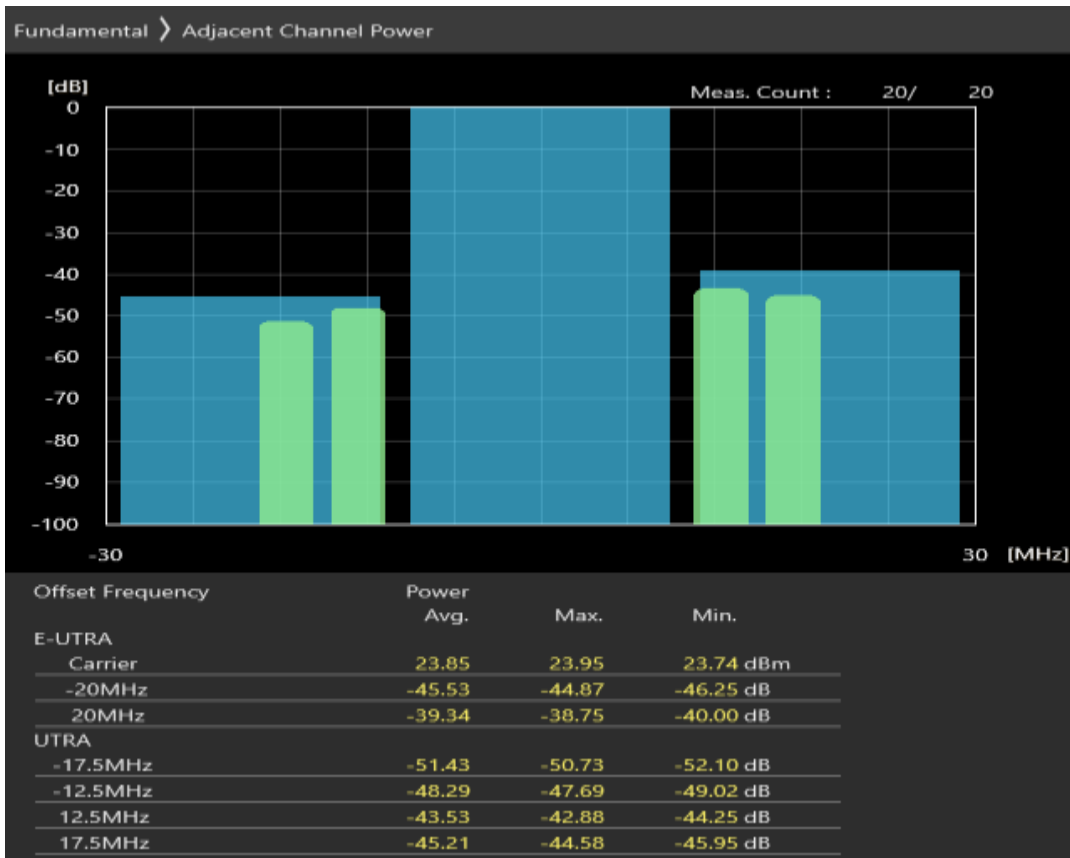 Fundamental ❯ Adjacent Channel Power
[dB]
Meas. Count : 20/ 20
0
-10
-20
-30
-40
-50
-60
-70
-80
-90
-100
-30 30 [MHz]
Offset Frequency Power
Avg. Max. Min.
E-UTRA
Carrier 23.85 23.95 23.74 dBm
-20MHz -45.53 -44.87 -46.25 dB
20MHz -39.34 -38.75 -40.00 dB
UTRA
-17.5MHz -51.43 -50.73 -52.10 dB
-12.5MHz -48.29 -47.69 -49.02 dB
12.5MHz -43.53 -42.88 -44.25 dB
17.5MHz -45.21 -44.58 -45.95 dB